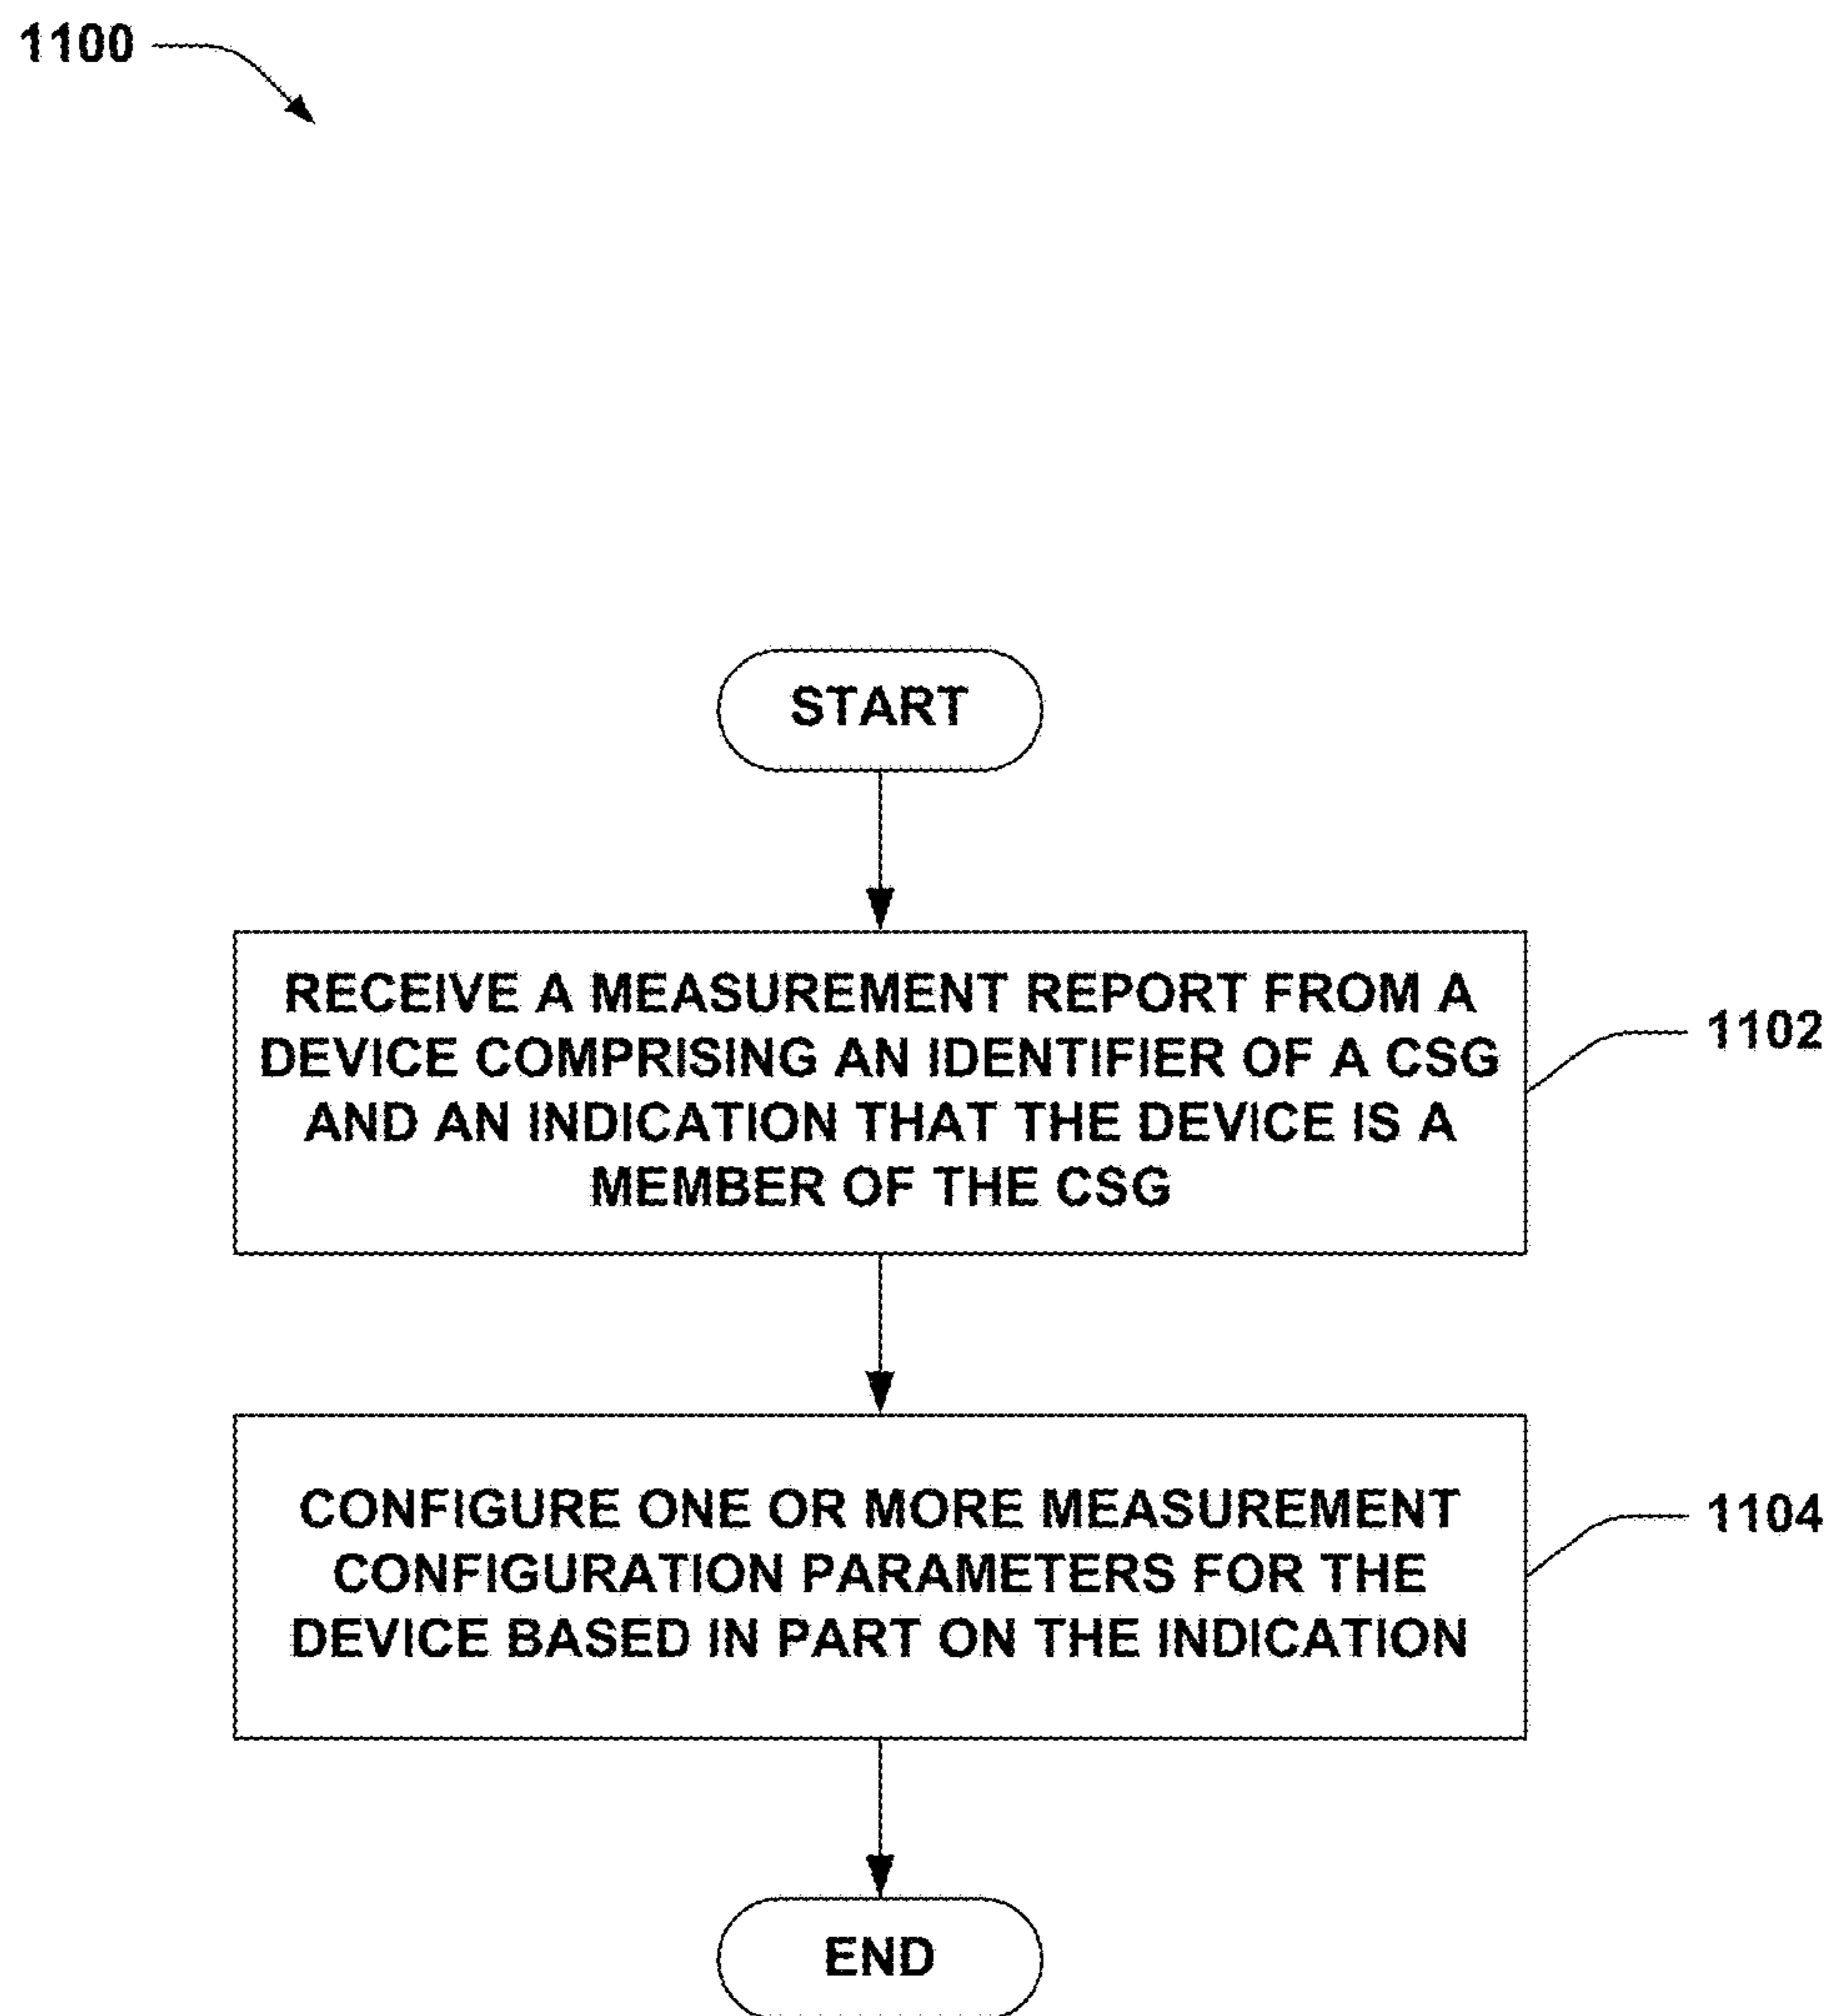 1100
START
RECEIVE A MEASUREMENT REPORT FROM A
DEVICE COMPRISING AN IDENTIFIER OF A CSG
AND AN INDICATION THAT THE DEVICE IS A
MEMBER OF THE CSG
1102
CONFIGURE ONE OR MORE MEASUREMENT
CONFIGURATION PARAMETERS FOR THE
DEVICE BASED IN PART ON THE INDICATION
1104
END